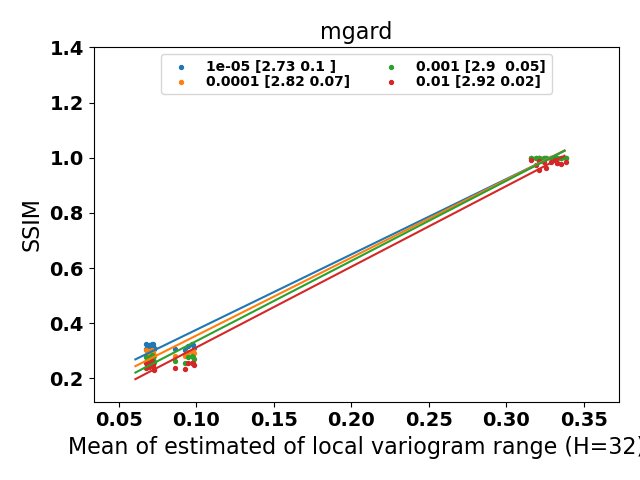 mgard
1e-05 [2.73 0.1 ]
0.0001 [2.82 0.07]
0.001 [2.9  0.05]
0.01 [2.92 0.02]
SSIM
1.4
1.2
1.0
0.8
0.6
0.4
0.2
0.05 0.10 0.15 0.20 0.25 0.30 0.35
Mean of estimated of local variogram range (H=32)